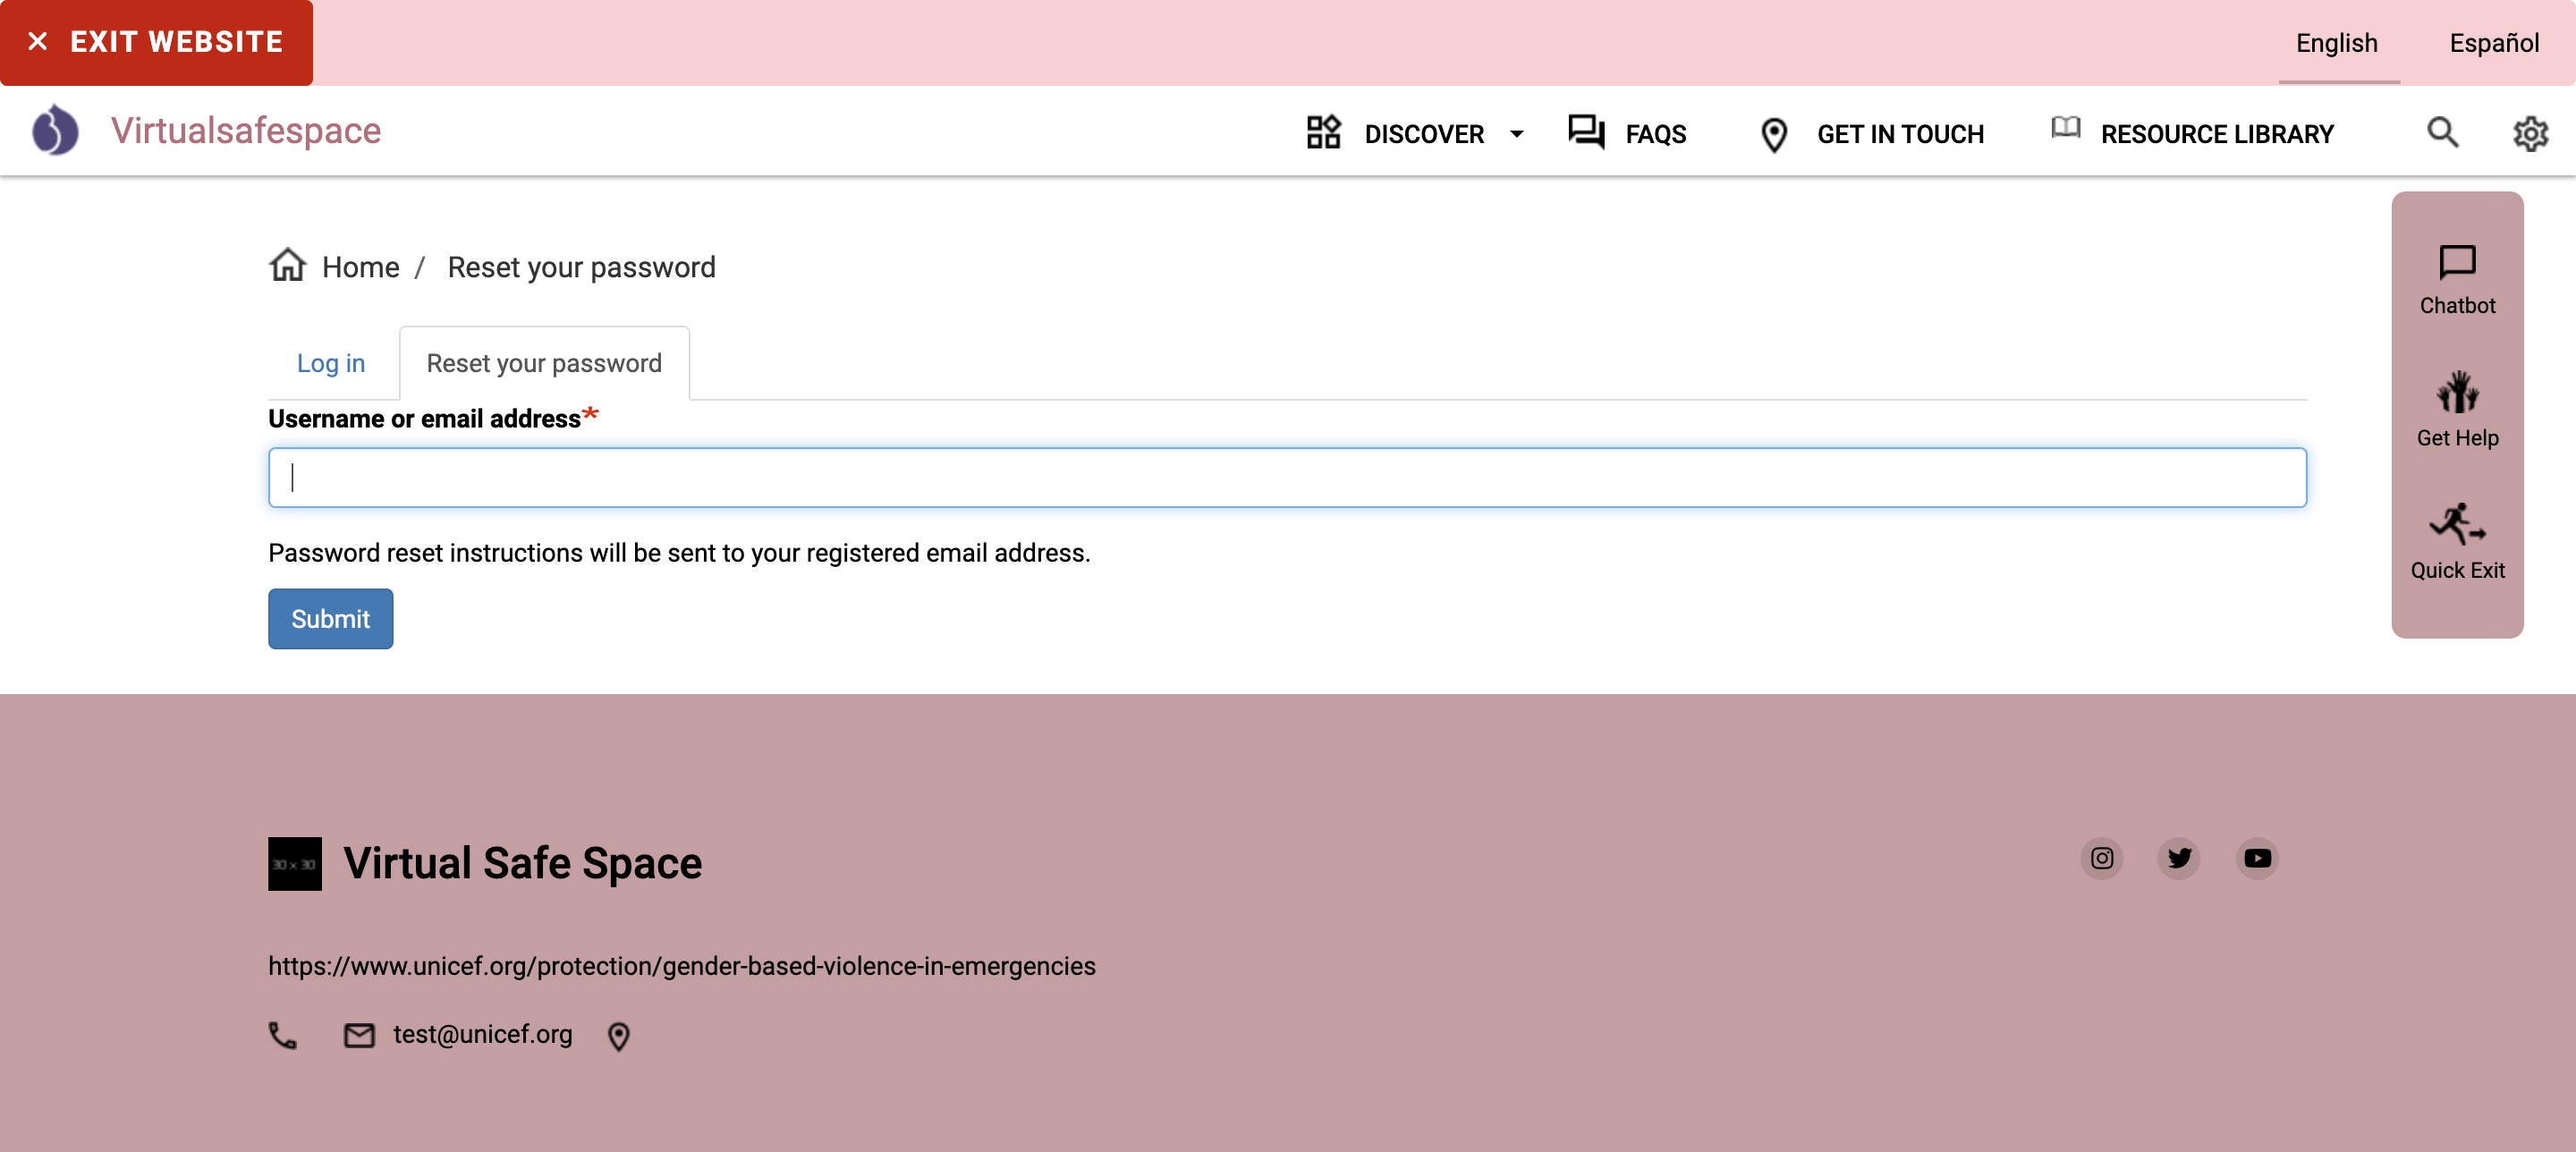 EXIT WEBSITE
English Español
Virtualsafespace
DISCOVER FAQS GET IN TOUCH RESOURCE LIBRARY
Home / Reset your password
Log in Reset your password
Username or email address*
Password reset instructions will be sent to your registered email address.
Submit
Chatbot
Get Help
Quick Exit
30 × 30 Virtual Safe Space
https://www.unicef.org/protection/gender-based-violence-in-emergencies
test@unicef.org